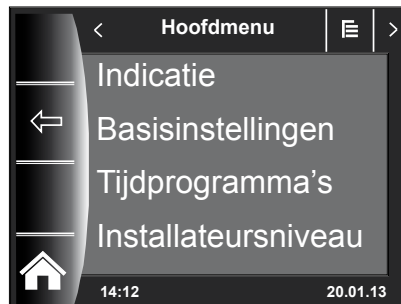 Hoofdmenu
Indicatie
Basisinstellingen
Tijdprogramma's
Installateursniveau
14:12 20.01.13